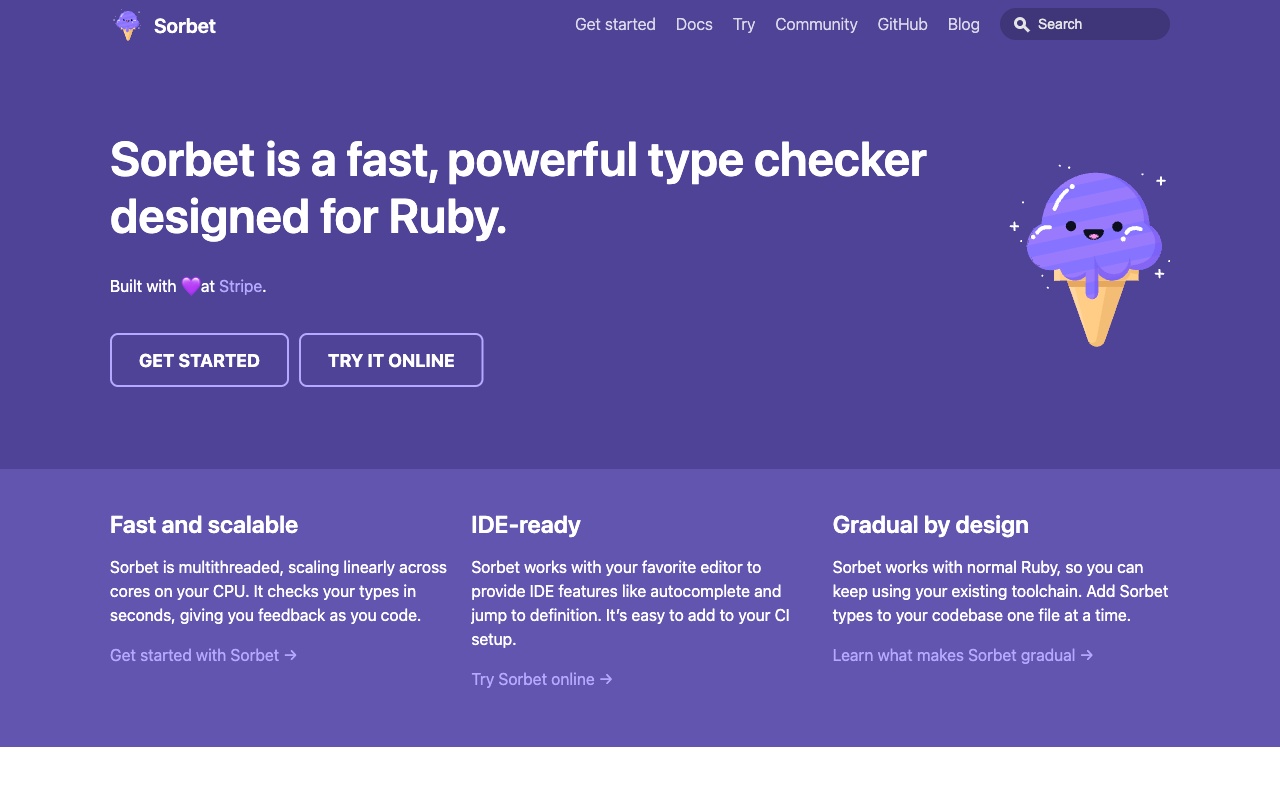 Sorbet
Get started
Docs
Try
Community
GitHub
Blog
Search
Sorbet is a fast, powerful type checker
designed for Ruby.
Built with 💜at Stripe.
GET STARTED
TRY IT ONLINE
Fast and scalable
Sorbet is multithreaded, scaling linearly across
cores on your CPU. It checks your types in
seconds, giving you feedback as you code.
Get started with Sorbet →
IDE-ready
Sorbet works with your favorite editor to
provide IDE features like autocomplete and
jump to definition. It’s easy to add to your CI
setup.
Try Sorbet online →
Gradual by design
Sorbet works with normal Ruby, so you can
keep using your existing toolchain. Add Sorbet
types to your codebase one file at a time.
Learn what makes Sorbet gradual →